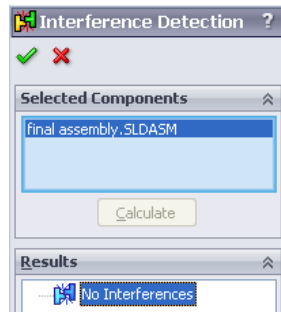 Interference Detection ?
Selected Components
final assembly.SLDASM
Calculate
Results
No Interferences